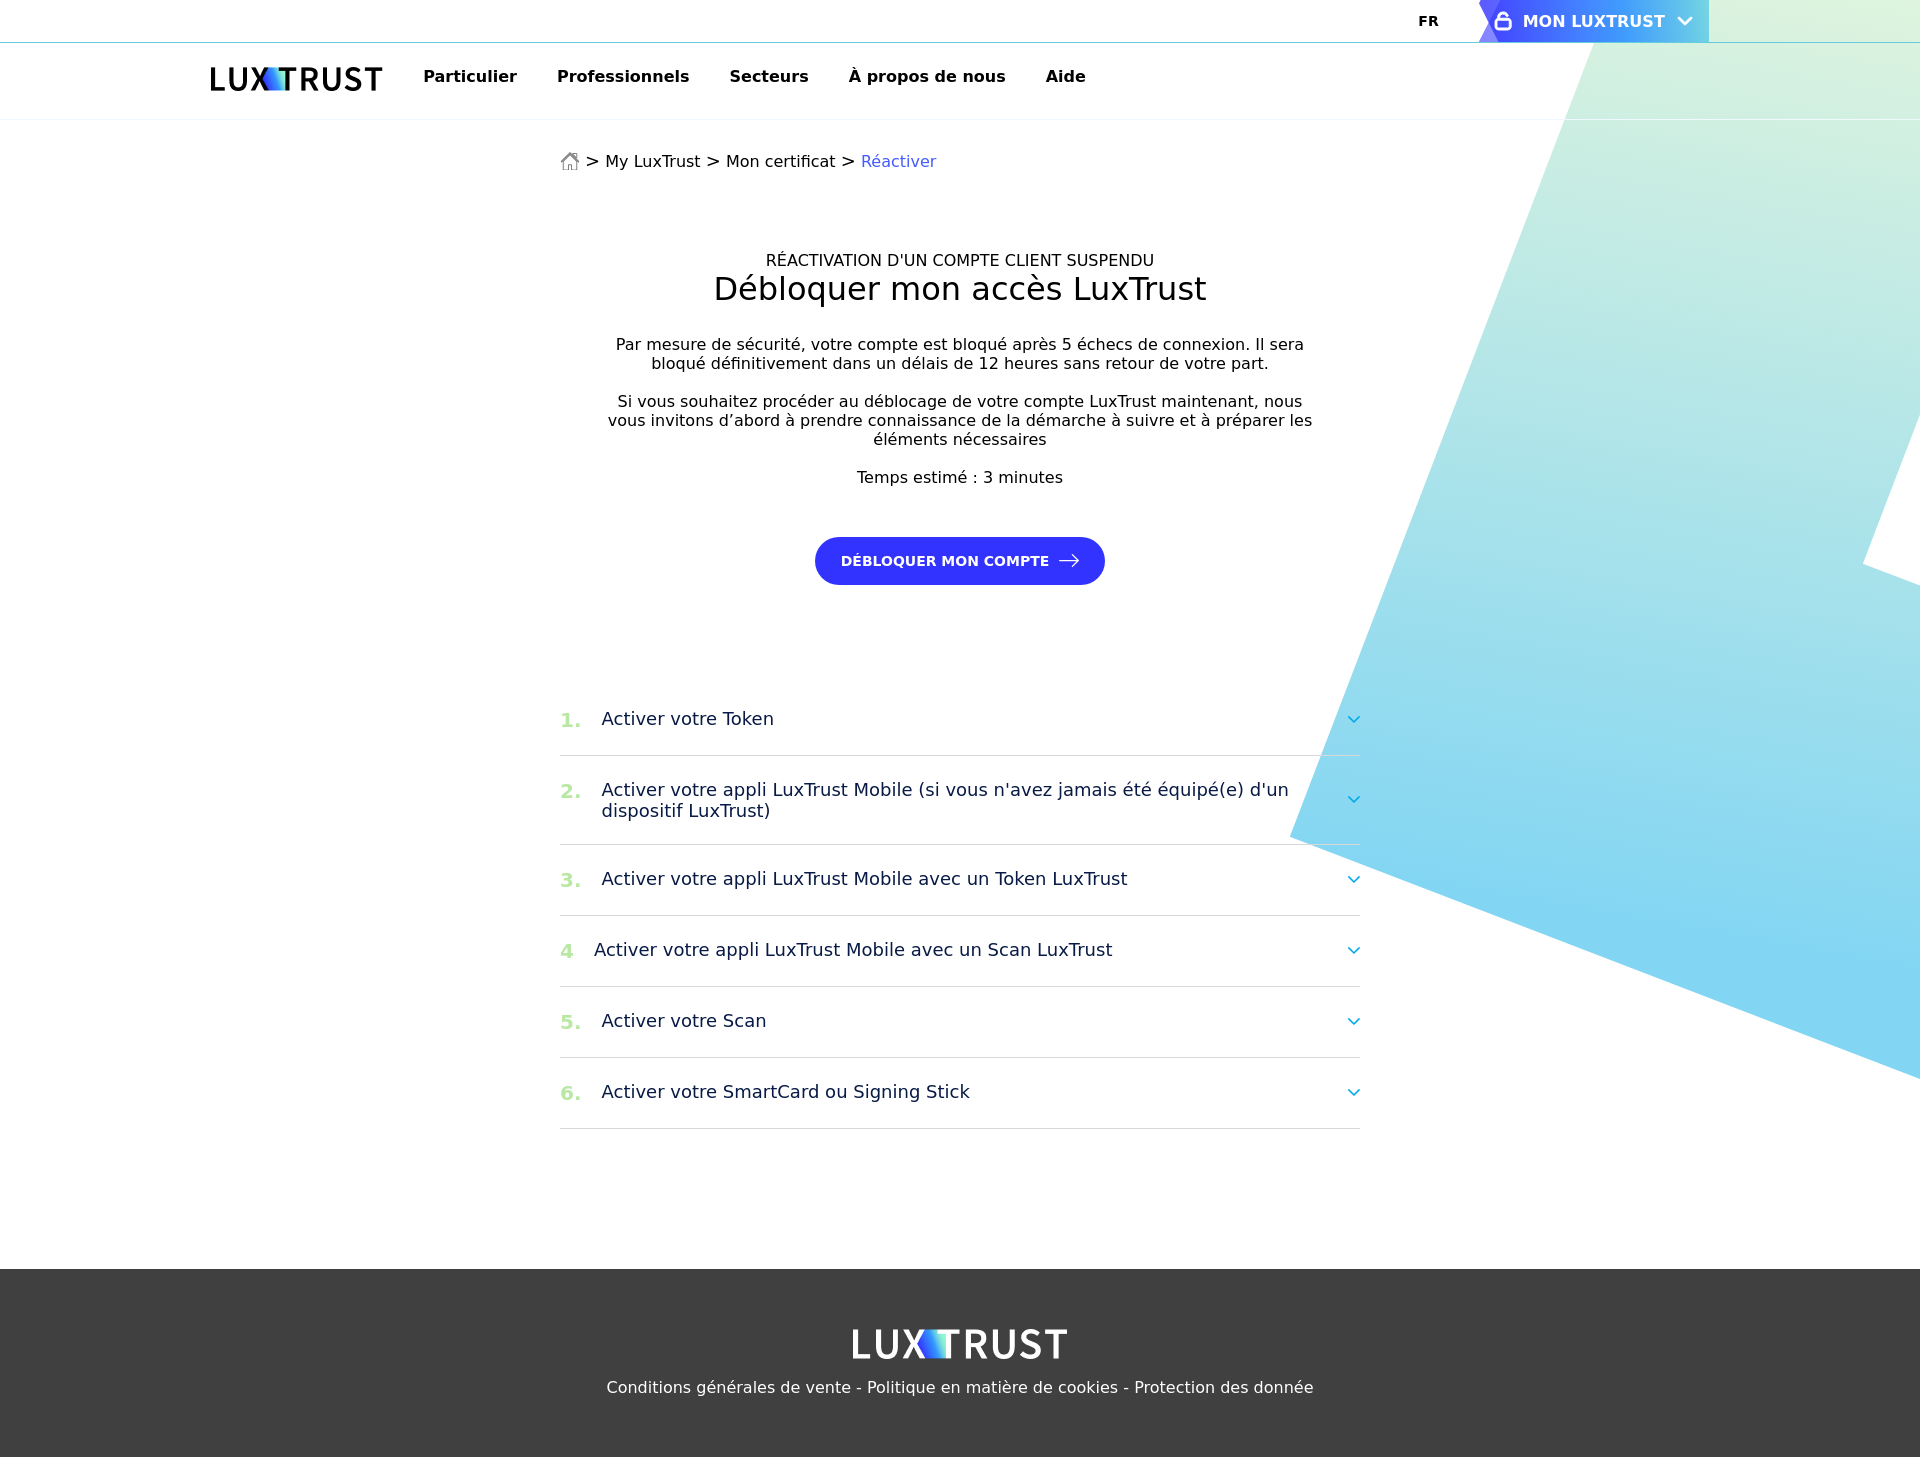 FR
MON LUXTRUST
LUXTRUST
Particulier
Professionnels
Secteurs
À propos de nous
Aide
> My LuxTrust > Mon certificat > Réactiver
RÉACTIVATION D'UN COMPTE CLIENT SUSPENDU
Débloquer mon accès LuxTrust
Par mesure de sécurité, votre compte est bloqué après 5 échecs de connexion. Il sera
bloqué définitivement dans un délais de 12 heures sans retour de votre part.
Si vous souhaitez procéder au déblocage de votre compte LuxTrust maintenant, nous
vous invitons d’abord à prendre connaissance de la démarche à suivre et à préparer les
éléments nécessaires
Temps estimé : 3 minutes
DÉBLOQUER MON COMPTE
1. Activer votre Token
2. Activer votre appli LuxTrust Mobile (si vous n'avez jamais été équipé(e) d'un
dispositif LuxTrust)
3. Activer votre appli LuxTrust Mobile avec un Token LuxTrust
4 Activer votre appli LuxTrust Mobile avec un Scan LuxTrust
5. Activer votre Scan
6. Activer votre SmartCard ou Signing Stick
LUXTRUST
Conditions générales de vente - Politique en matière de cookies - Protection des donnée